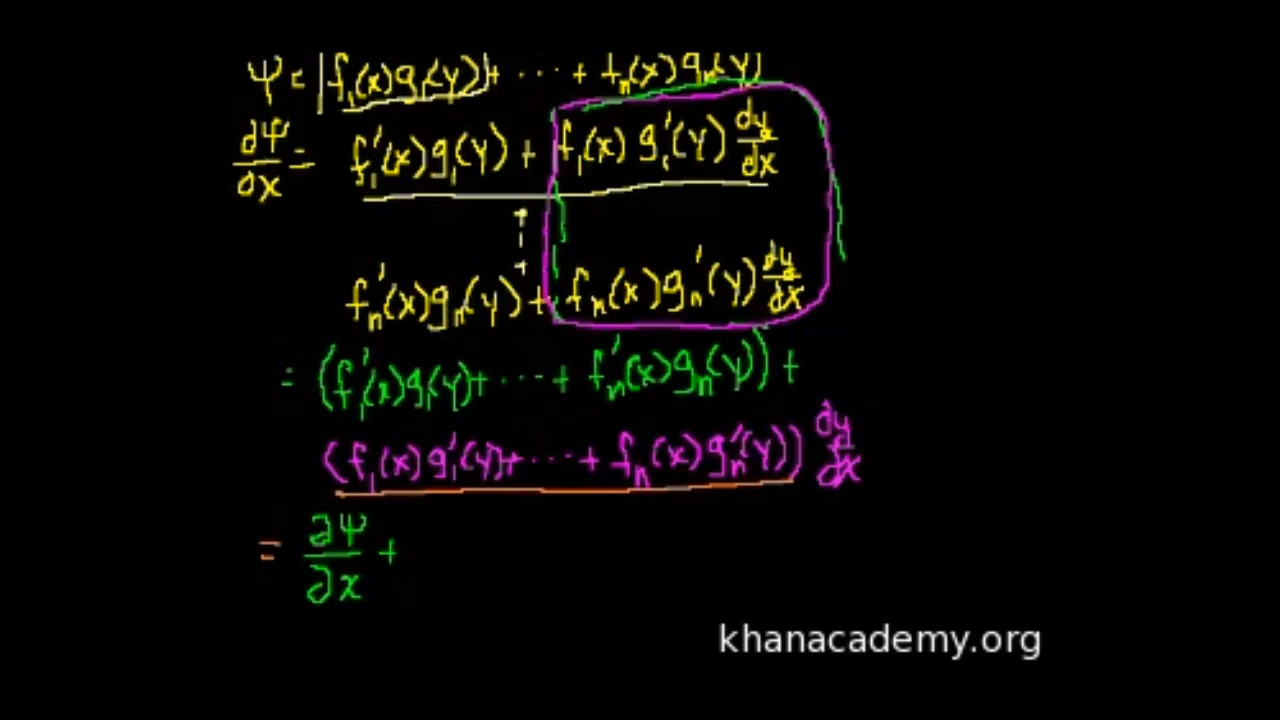 Ψ = f₁(x)g₁(y) + ··· + fₙ(x)gₙ(y)
dΨ/dx = f₁'(x)g₁(y) + f₁(x)g₁'(y) dy/dx
fₙ'(x)gₙ(y) + fₙ(x)gₙ'(y) dy/dx
= (f₁'(x)g₁(y) + ··· + fₙ'(x)gₙ(y)) +
(f₁(x)g₁'(y) + ··· + fₙ(x)gₙ'(y)) dy/dx
= ∂Ψ/∂x +
khanacademy.org